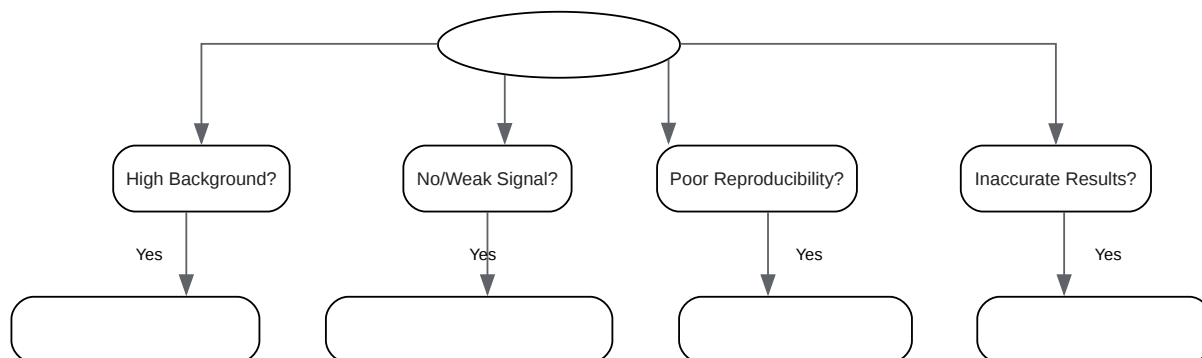 High Background?
No/Weak Signal?
Poor Reproducibility?
Inaccurate Results?
Yes
Yes
Yes
Yes